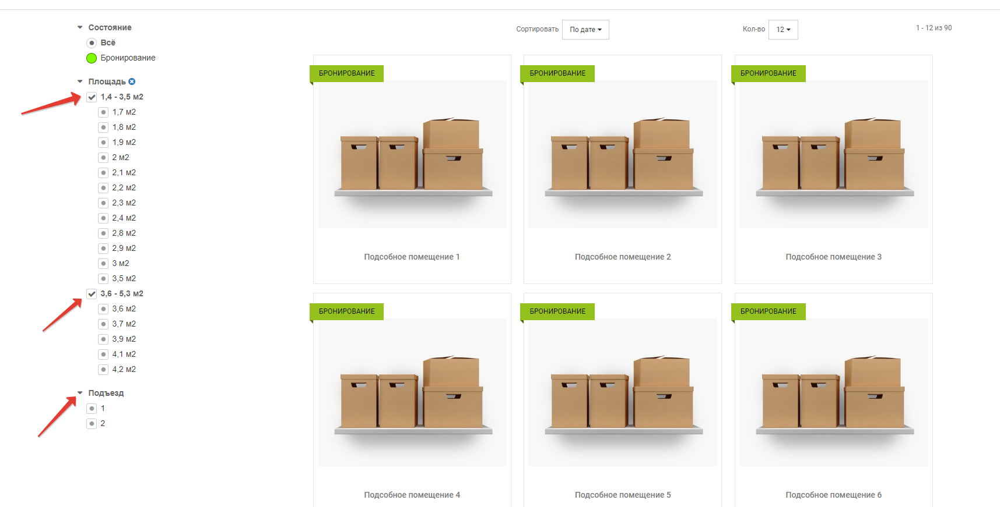 Состояние
Всё
Бронирование
Площадь
1,4 - 3,5 м2
1,7 м2
1,8 м2
1,9 м2
2 м2
2,1 м2
2,2 м2
2,3 м2
2,4 м2
2,8 м2
2,9 м2
3 м2
3,5 м2
3,6 - 5,3 м2
3,6 м2
3,7 м2
3,9 м2
4,1 м2
4,2 м2
Подъезд
1
2
Сортировать По дате
Кол-во 12
1 - 12 из 90
БРОНИРОВАНИЕ
Подсобное помещение 1
БРОНИРОВАНИЕ
Подсобное помещение 2
БРОНИРОВАНИЕ
Подсобное помещение 3
БРОНИРОВАНИЕ
Подсобное помещение 4
БРОНИРОВАНИЕ
Подсобное помещение 5
БРОНИРОВАНИЕ
Подсобное помещение 6